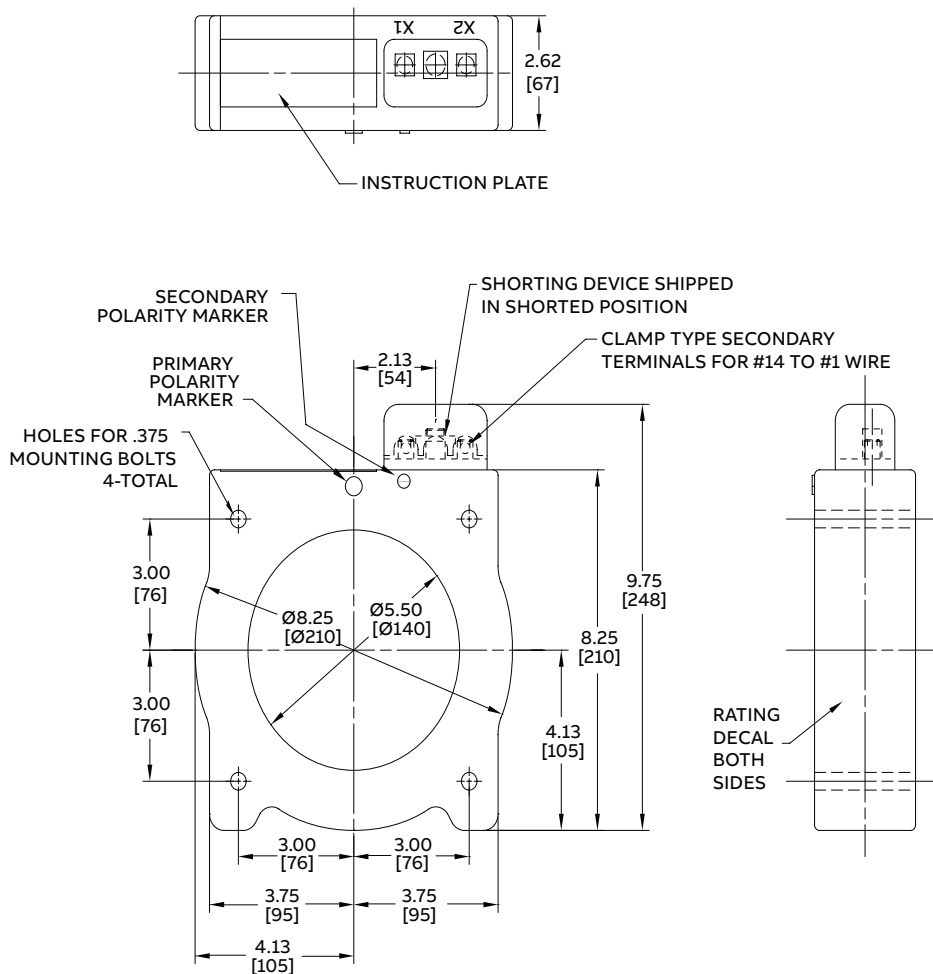 X1
X2
2.62
[67]
INSTRUCTION PLATE
SECONDARY
POLARITY MARKER
SHORTING DEVICE SHIPPED
IN SHORTED POSITION
CLAMP TYPE SECONDARY
TERMINALS FOR #14 TO #1 WIRE
2.13
[54]
PRIMARY
POLARITY
MARKER
HOLES FOR .375
MOUNTING BOLTS
4-TOTAL
3.00
[76]
Ø8.25
[Ø210]
Ø5.50
[Ø140]
9.75
[248]
8.25
[210]
3.00
[76]
4.13
[105]
RATING
DECAL
BOTH
SIDES
3.00
[76]
3.00
[76]
3.75
[95]
3.75
[95]
4.13
[105]